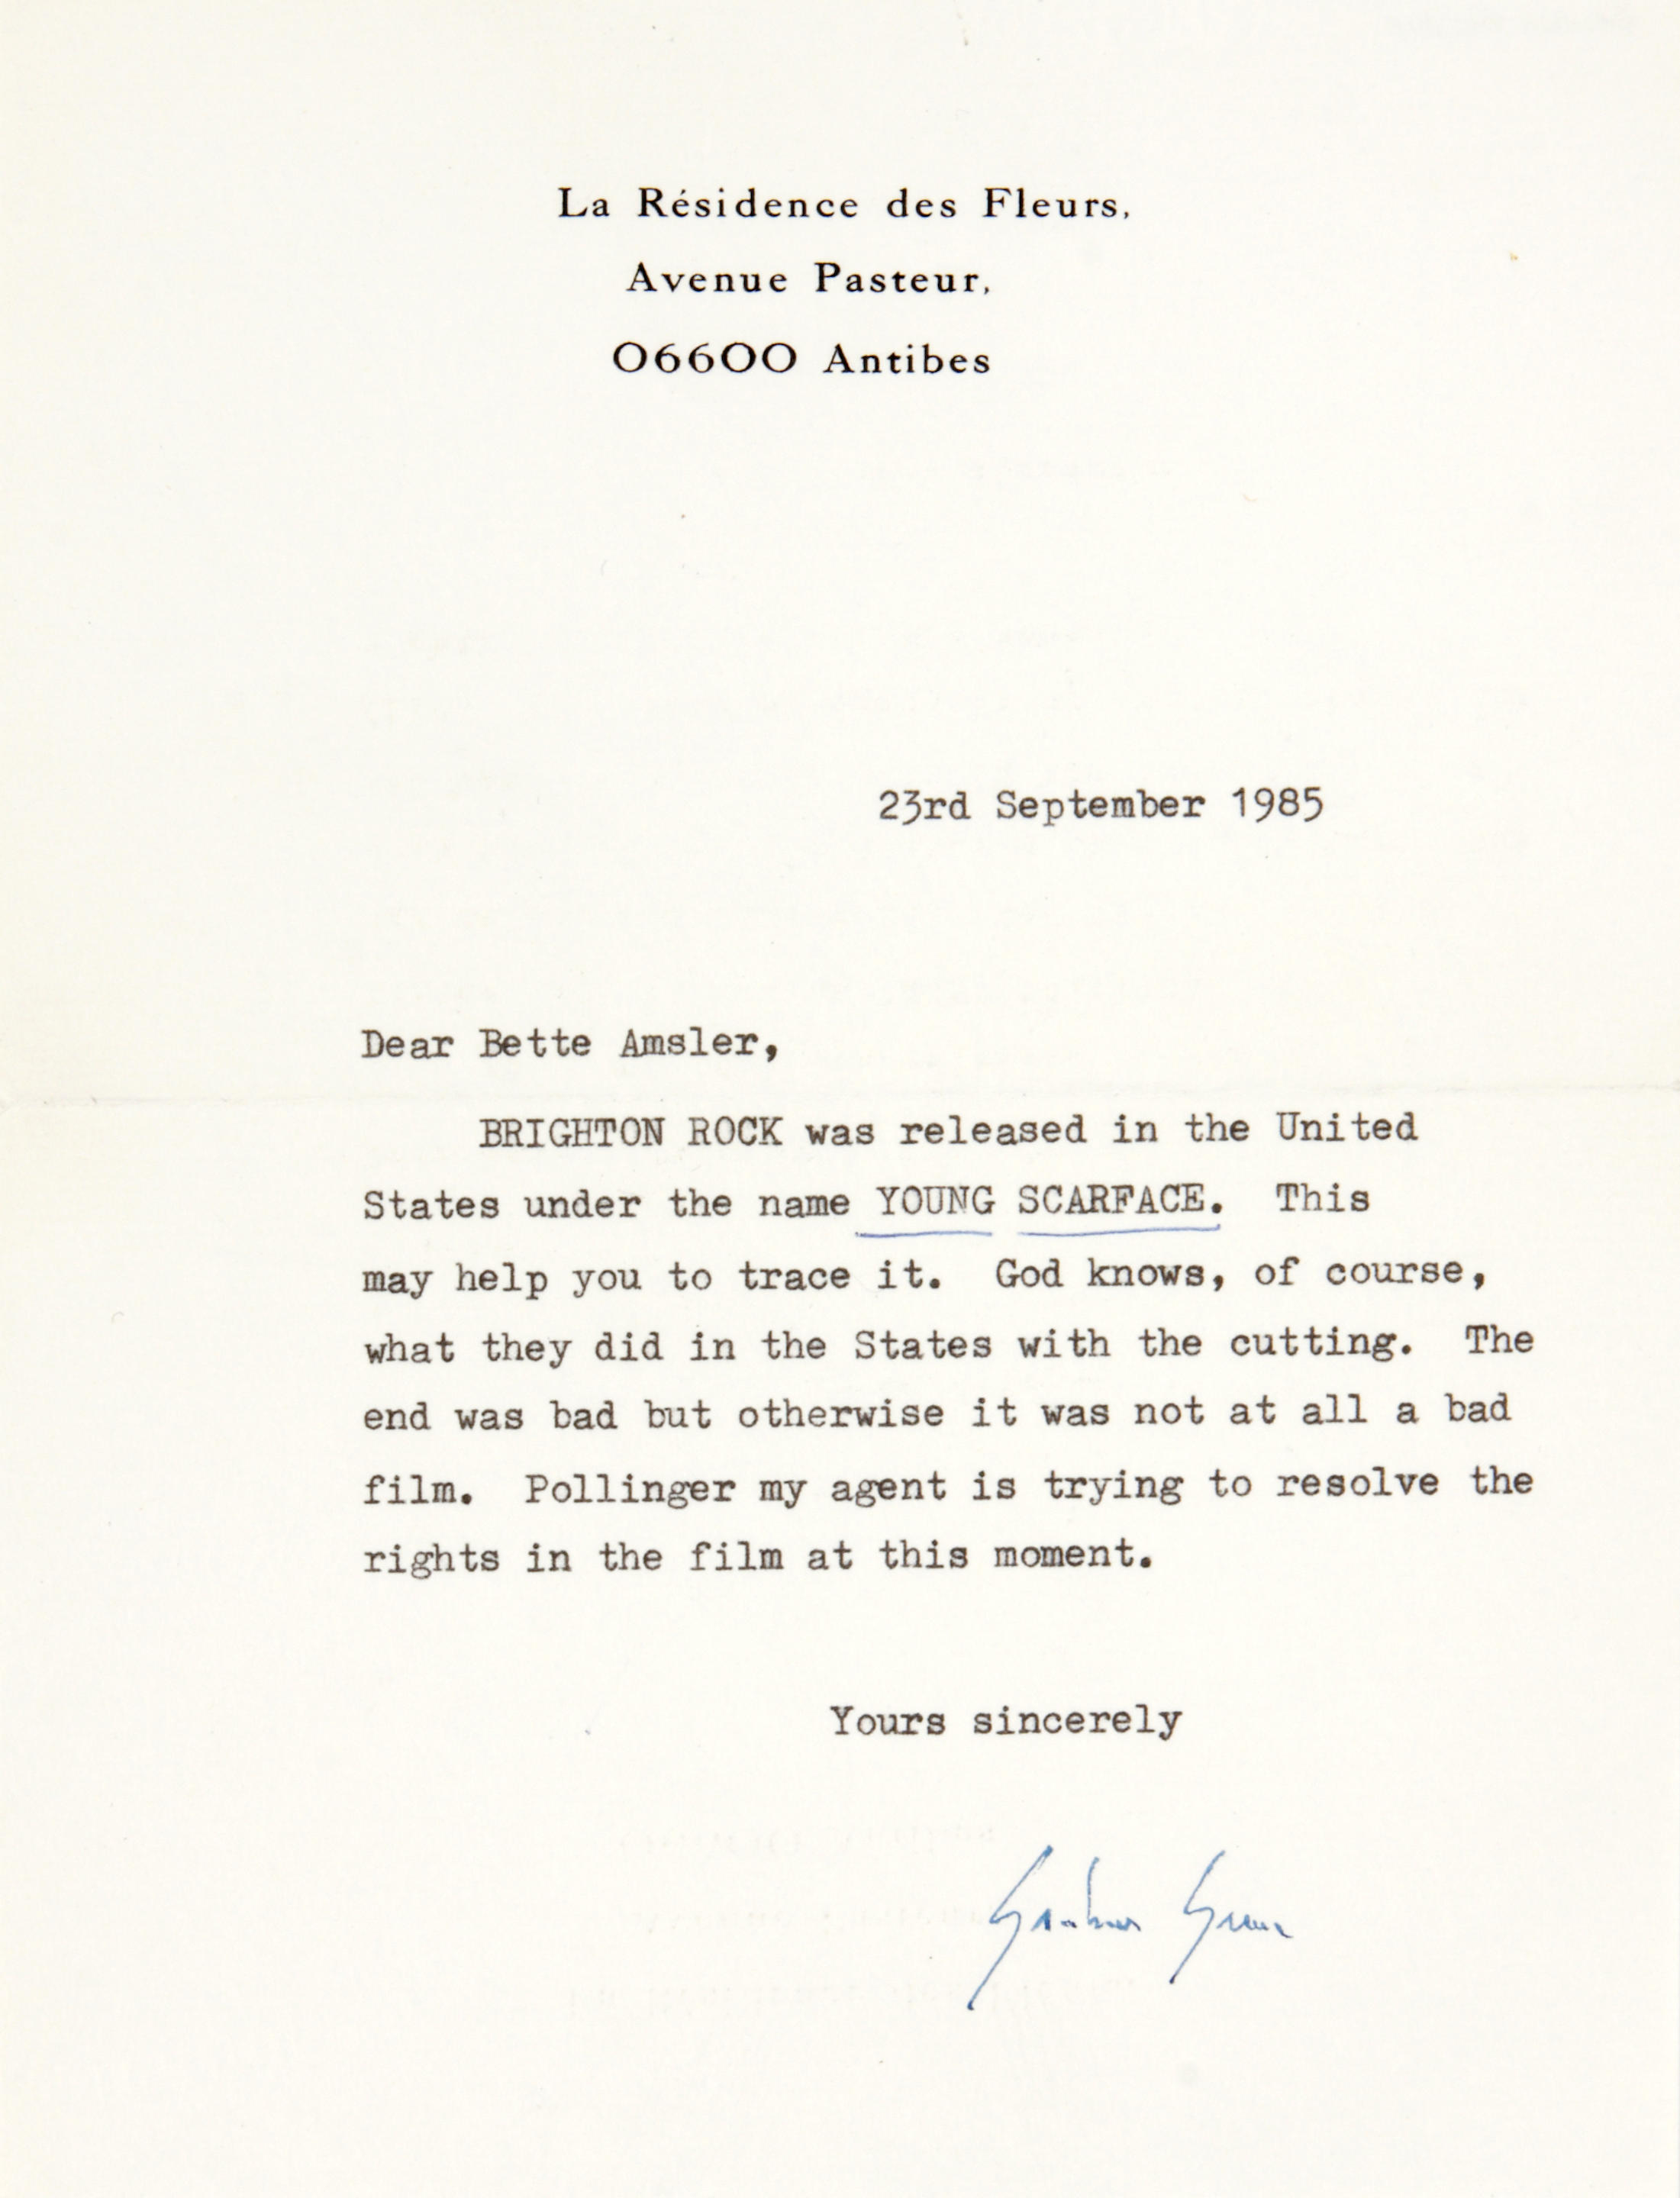 La Résidence des Fleurs,
Avenue Pasteur,
06600 Antibes
23rd September 1985
Dear Bette Amsler,
BRIGHTON ROCK was released in the United
States under the name YOUNG SCARFACE. This
may help you to trace it. God knows, of course,
what they did in the States with the cutting. The
end was bad but otherwise it was not at all a bad
film. Pollinger my agent is trying to resolve the
rights in the film at this moment.
Yours sincerely
Graham Greene